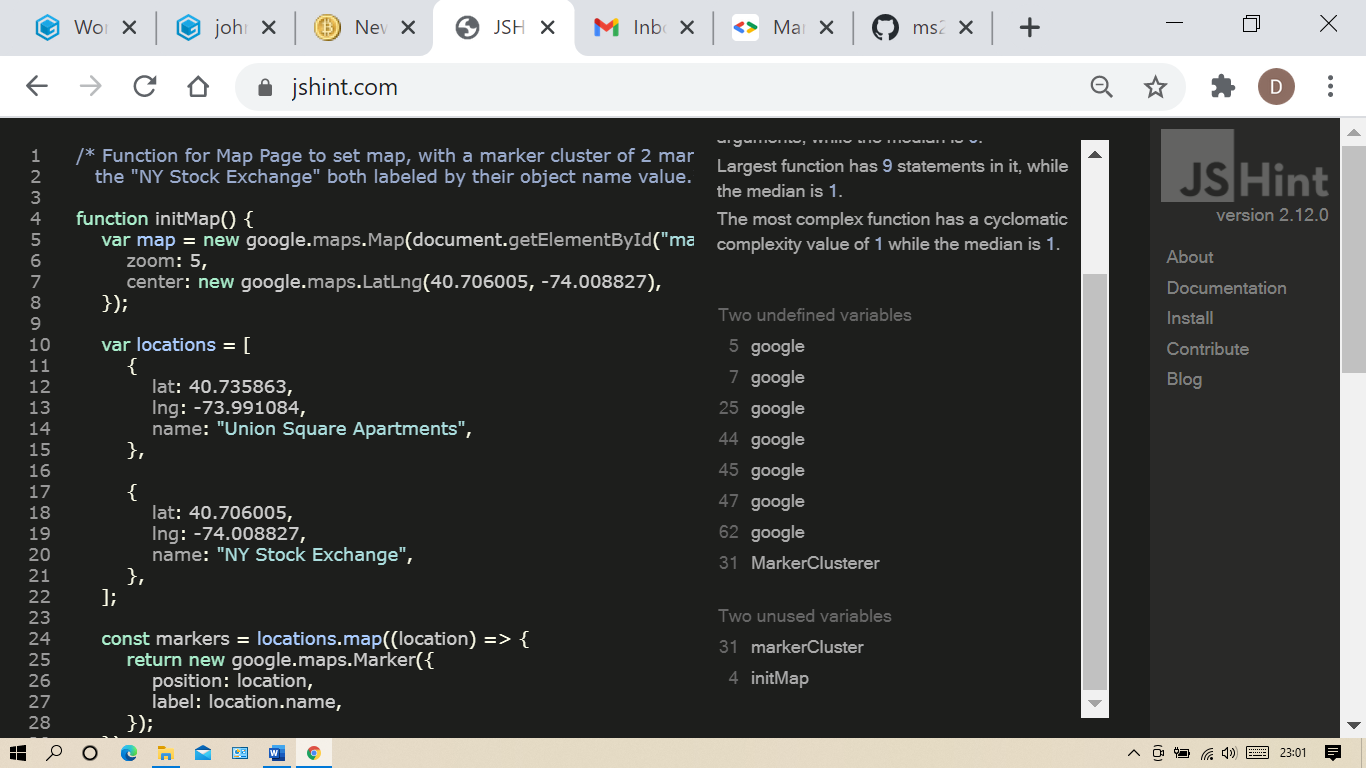 Wor
johr
Nev
JSH
Inb
Mar
ms2
jshint.com
D
1 /* Function for Map Page to set map, with a marker cluster of 2 mar
2 the "NY Stock Exchange" both labeled by their object name value.
3
4 function initMap() {
5 var map = new google.maps.Map(document.getElementById("ma
6 zoom: 5,
7 center: new google.maps.LatLng(40.706005, -74.008827),
8 });
9
10 var locations = [
11 {
12 lat: 40.735863,
13 lng: -73.991084,
14 name: "Union Square Apartments",
15 },
16
17 {
18 lat: 40.706005,
19 lng: -74.008827,
20 name: "NY Stock Exchange",
21 },
22 ];
23
24 const markers = locations.map((location) => {
25 return new google.maps.Marker({
26 position: location,
27 label: location.name,
28 });
arguments, while the median is 0.
Largest function has 9 statements in it, while
the median is 1.
The most complex function has a cyclomatic
complexity value of 1 while the median is 1.
Two undefined variables
5 google
7 google
25 google
44 google
45 google
47 google
62 google
31 MarkerClusterer
Two unused variables
31 markerCluster
4 initMap
JSHint
version 2.12.0
About
Documentation
Install
Contribute
Blog
23:01